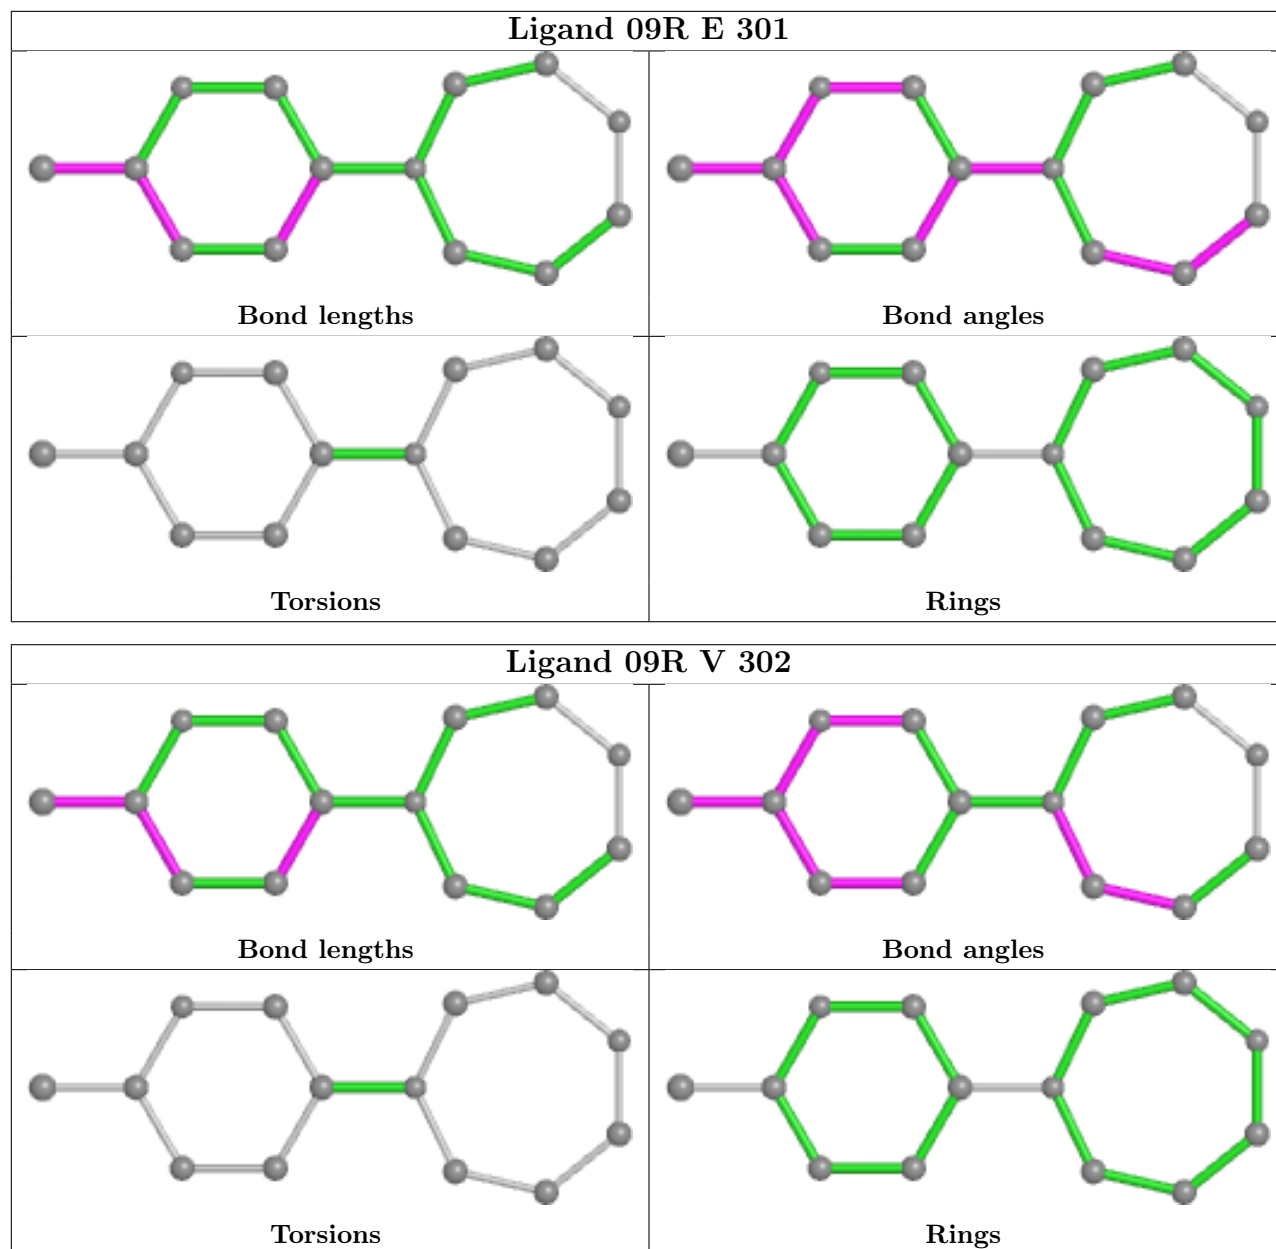 Ligand 09R E 301
Bond lengths
Bond angles
Torsions
Rings
Ligand 09R V 302
Bond lengths
Bond angles
Torsions
Rings